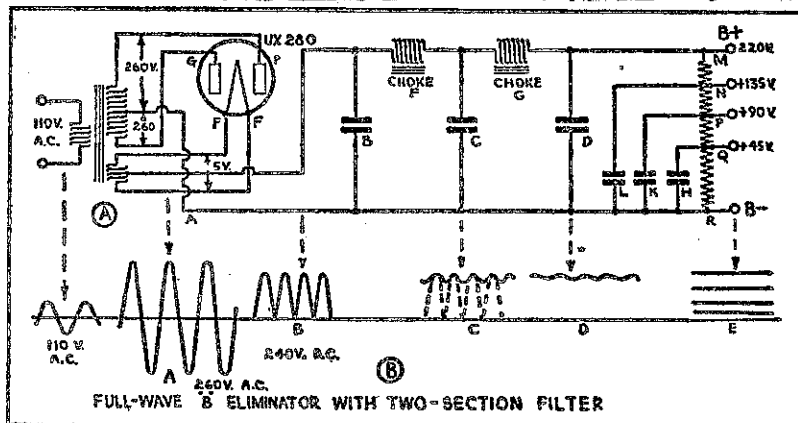 B+
UX 280
220V.
M
G
P
260V.
CHOKE
F
CHOKE
G
+135V
N
110V.
A.C.
+90V
P
260
F
F
B
C
D
+45V
Q
5V.
L
K
H
A
A
R
B-
B
C
D
E
110 V.
A.C.
240V. D.C.
A
260V. A.C.
B
FULL-WAVE "B" ELIMINATOR WITH TWO-SECTION FILTER